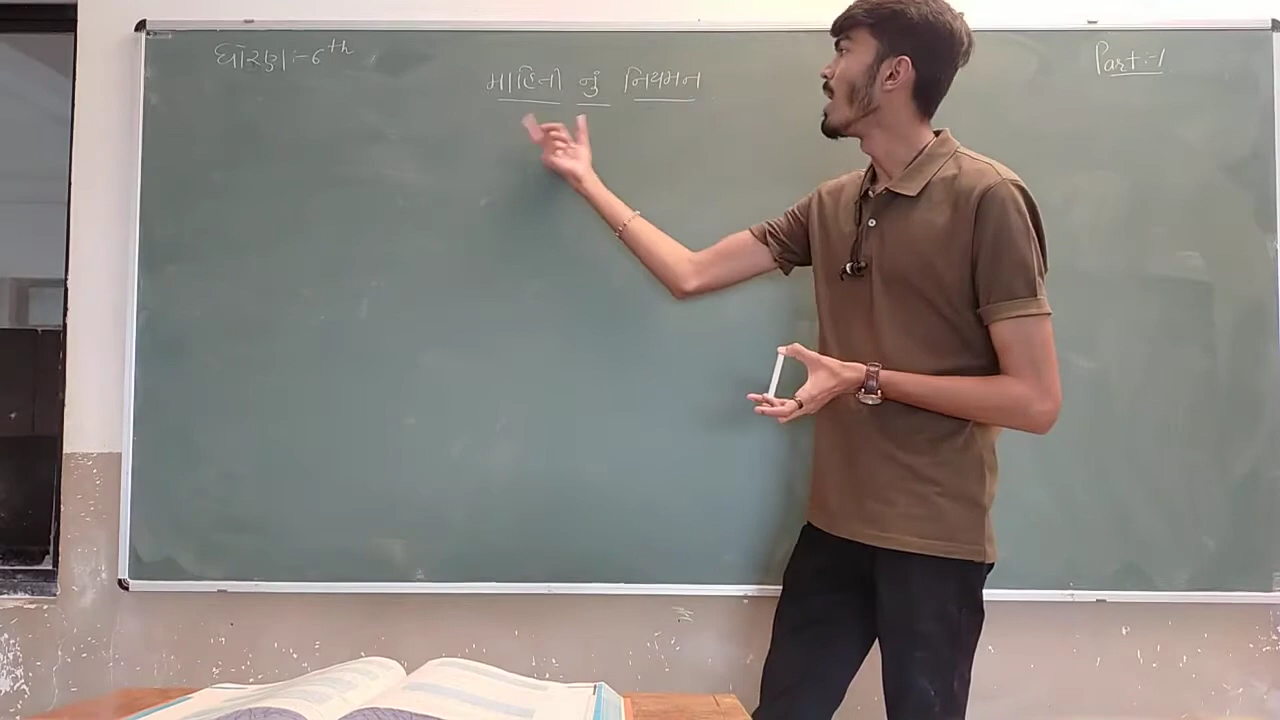 ધોરણ :- 6th
માહિતી નું નિયમન
Part :- 1